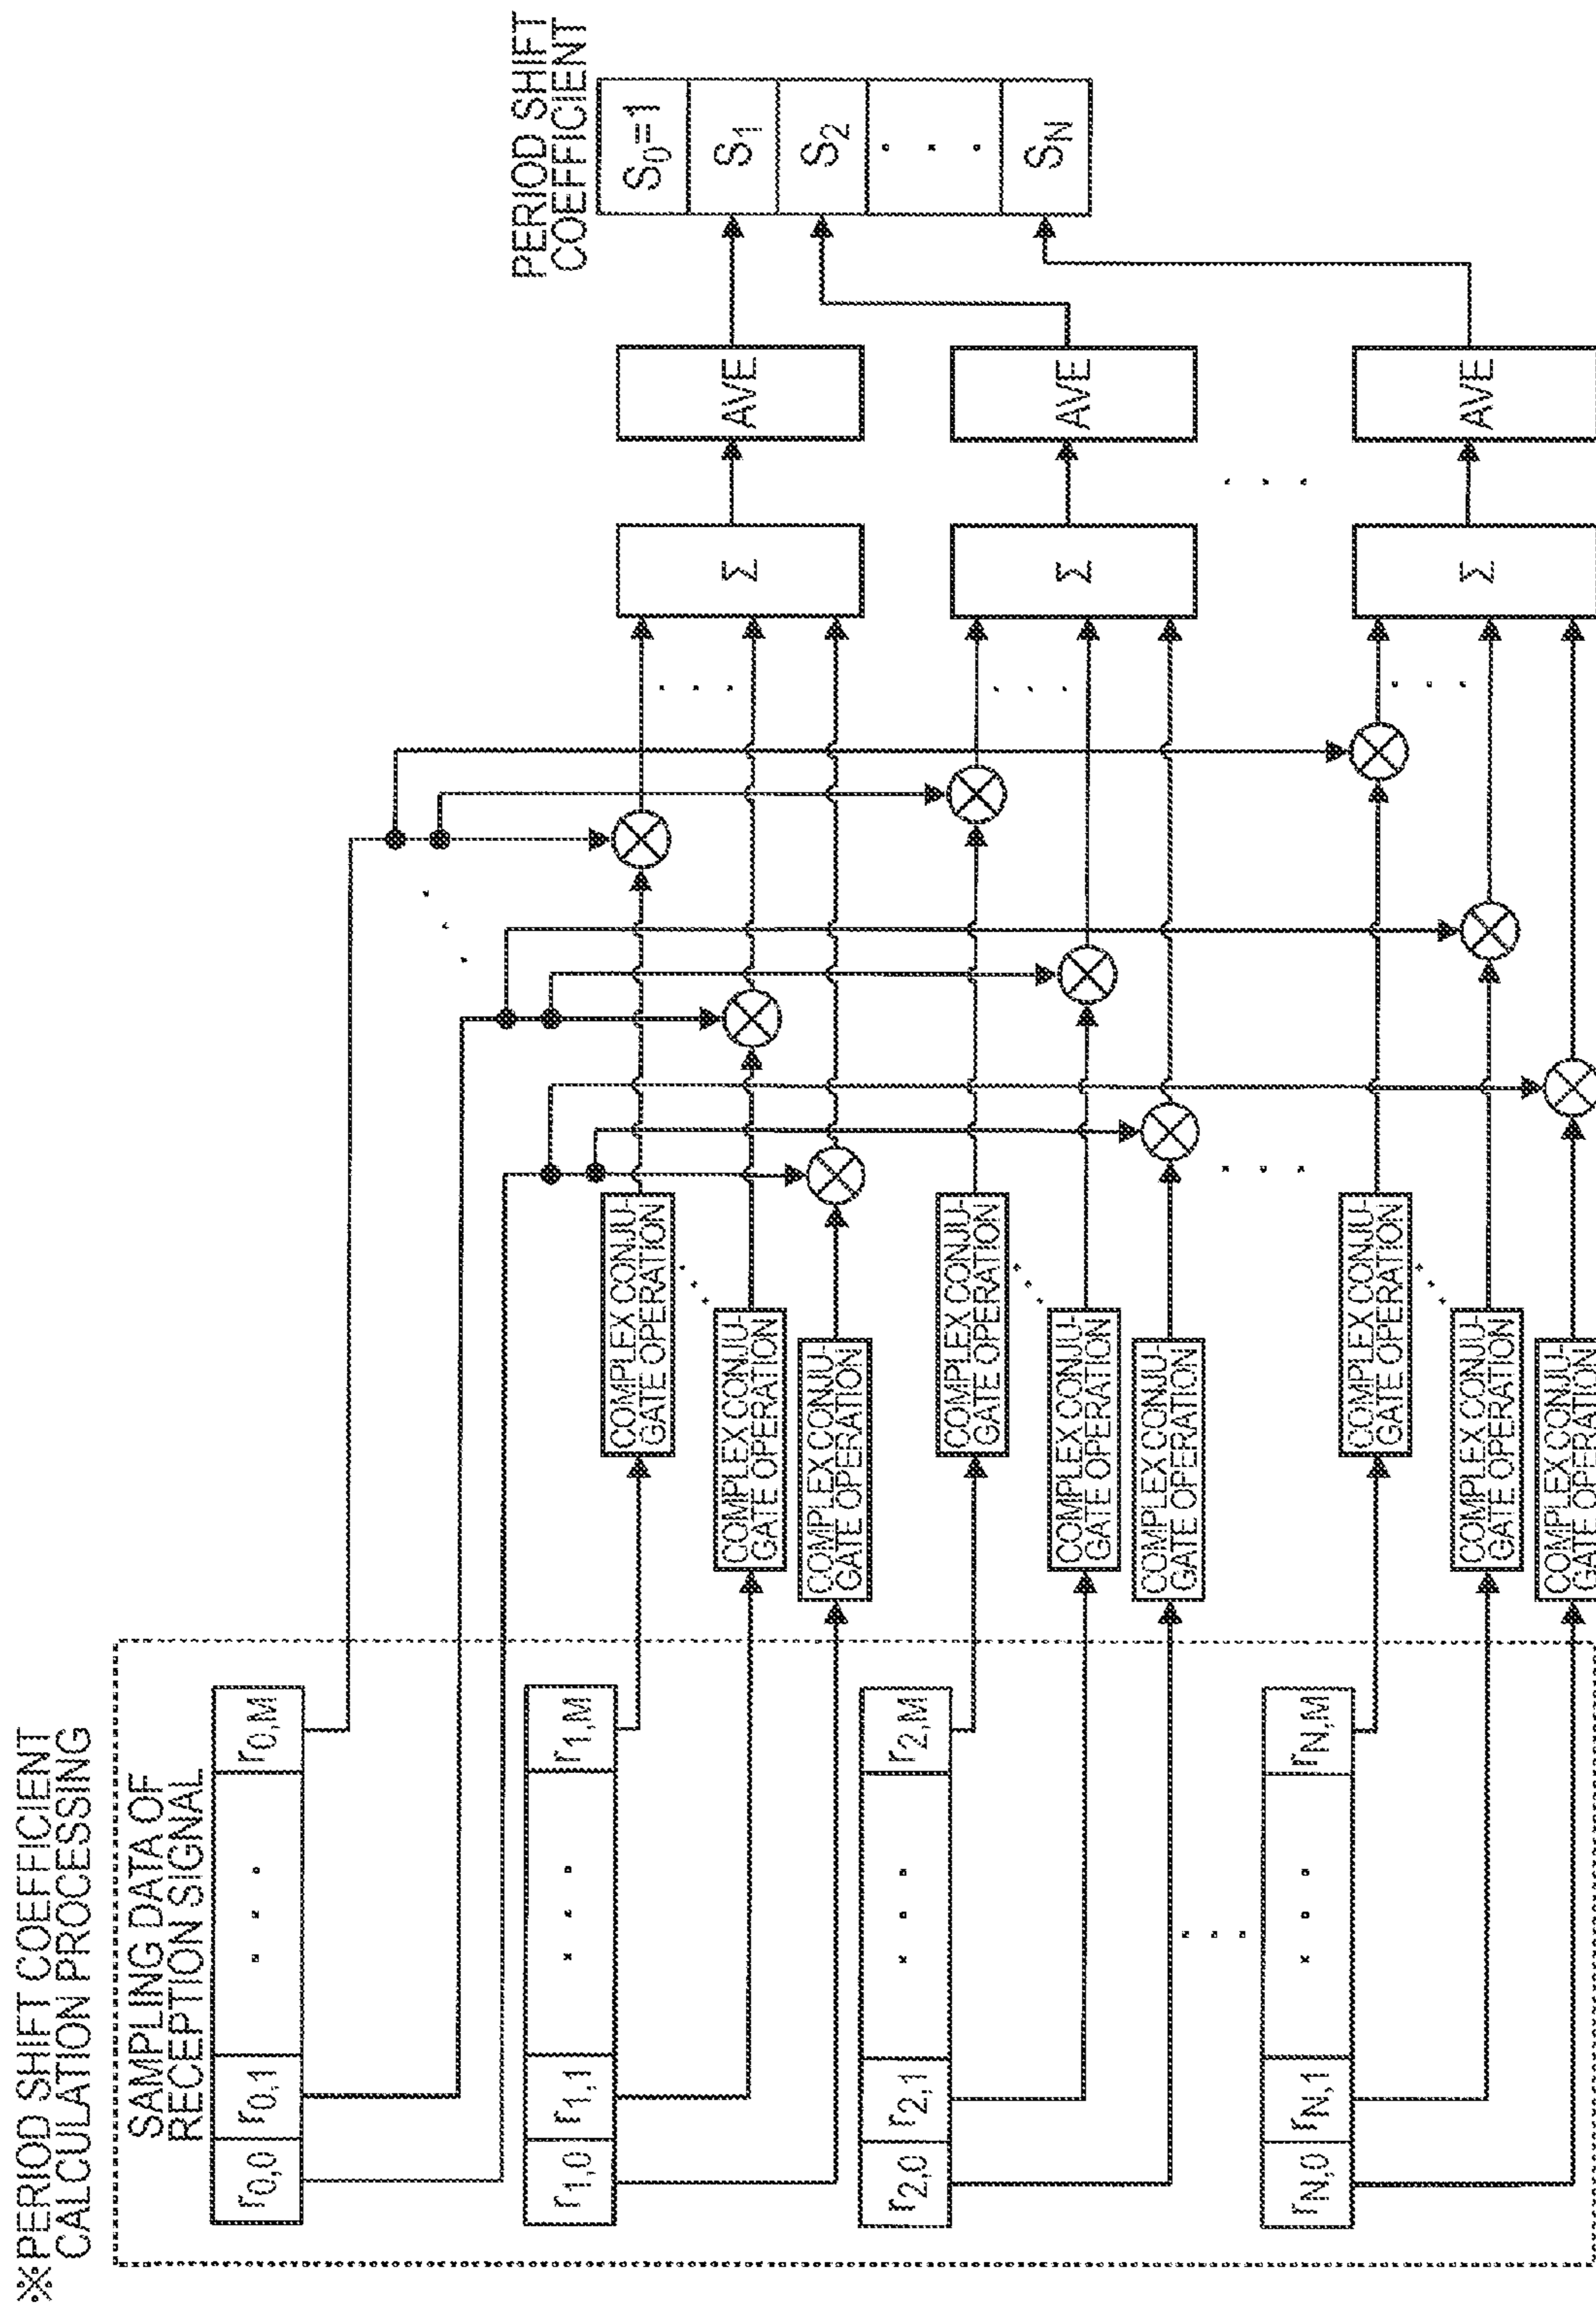 ※PERIOD SHIFT COEFFICIENT
CALCULATION PROCESSING
SAMPLING DATA OF
RECEPTION SIGNAL
r0,0 r0,1 . . . r0,M
r1,0 r1,1 . . . r1,M
r2,0 r2,1 . . . r2,M
. . .
rN,0 rN,1 . . . rN,M
COMPLEX CONJU-
GATE OPERATION
COMPLEX CONJU-
GATE OPERATION
COMPLEX CONJU-
GATE OPERATION
COMPLEX CONJU-
GATE OPERATION
COMPLEX CONJU-
GATE OPERATION
COMPLEX CONJU-
GATE OPERATION
COMPLEX CONJU-
GATE OPERATION
COMPLEX CONJU-
GATE OPERATION
COMPLEX CONJU-
GATE OPERATION
Σ
Σ
Σ
AVE
AVE
AVE
PERIOD SHIFT
COEFFICIENT
S0=1
S1
S2
. . .
SN